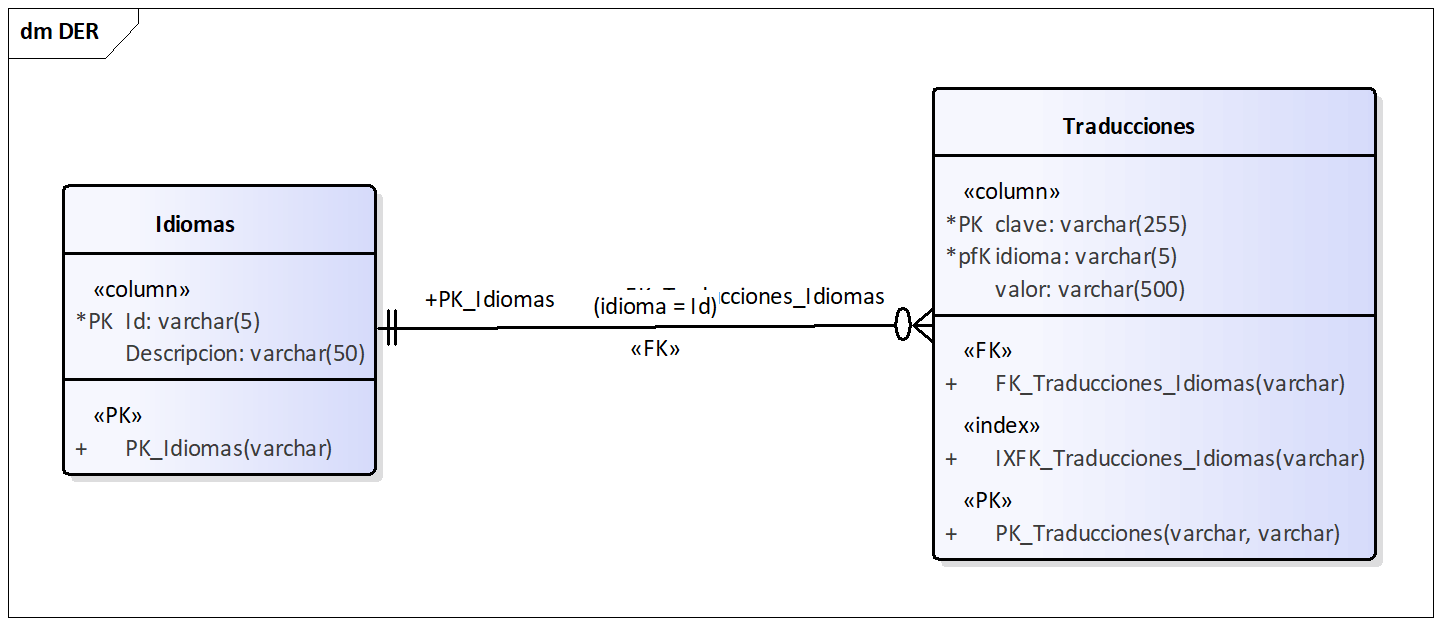 dm DER
Idiomas
«column»
*PK Id: varchar(5)
Descripcion: varchar(50)
«PK»
+ PK_Idiomas(varchar)
+PK_Idiomas
(idioma = Id)
cciones_Idiomas
«FK»
Traducciones
«column»
*PK clave: varchar(255)
*pfK idioma: varchar(5)
valor: varchar(500)
«FK»
+ FK_Traducciones_Idiomas(varchar)
«index»
+ IXFK_Traducciones_Idiomas(varchar)
«PK»
+ PK_Traducciones(varchar, varchar)